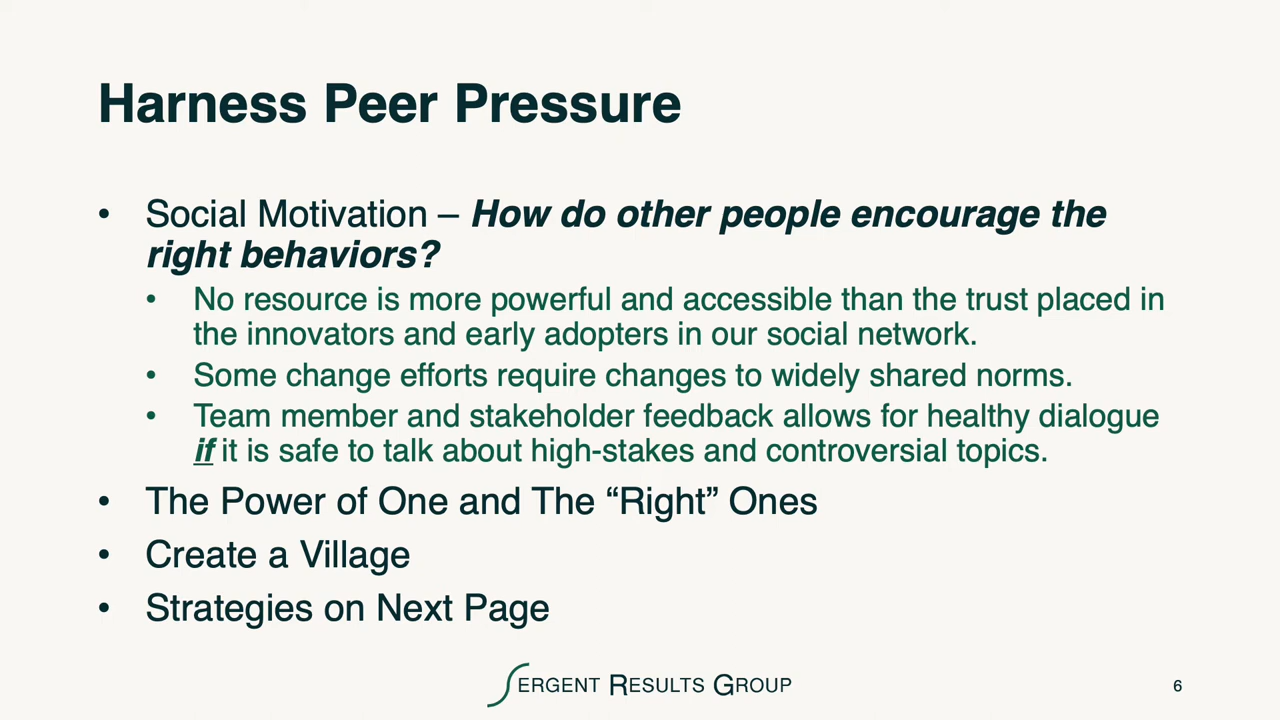 Harness Peer Pressure
• Social Motivation – How do other people encourage the
right behaviors?
• No resource is more powerful and accessible than the trust placed in
the innovators and early adopters in our social network.
• Some change efforts require changes to widely shared norms.
• Team member and stakeholder feedback allows for healthy dialogue
if it is safe to talk about high-stakes and controversial topics.
• The Power of One and The “Right” Ones
• Create a Village
• Strategies on Next Page
SERGENT RESULTS GROUP
6